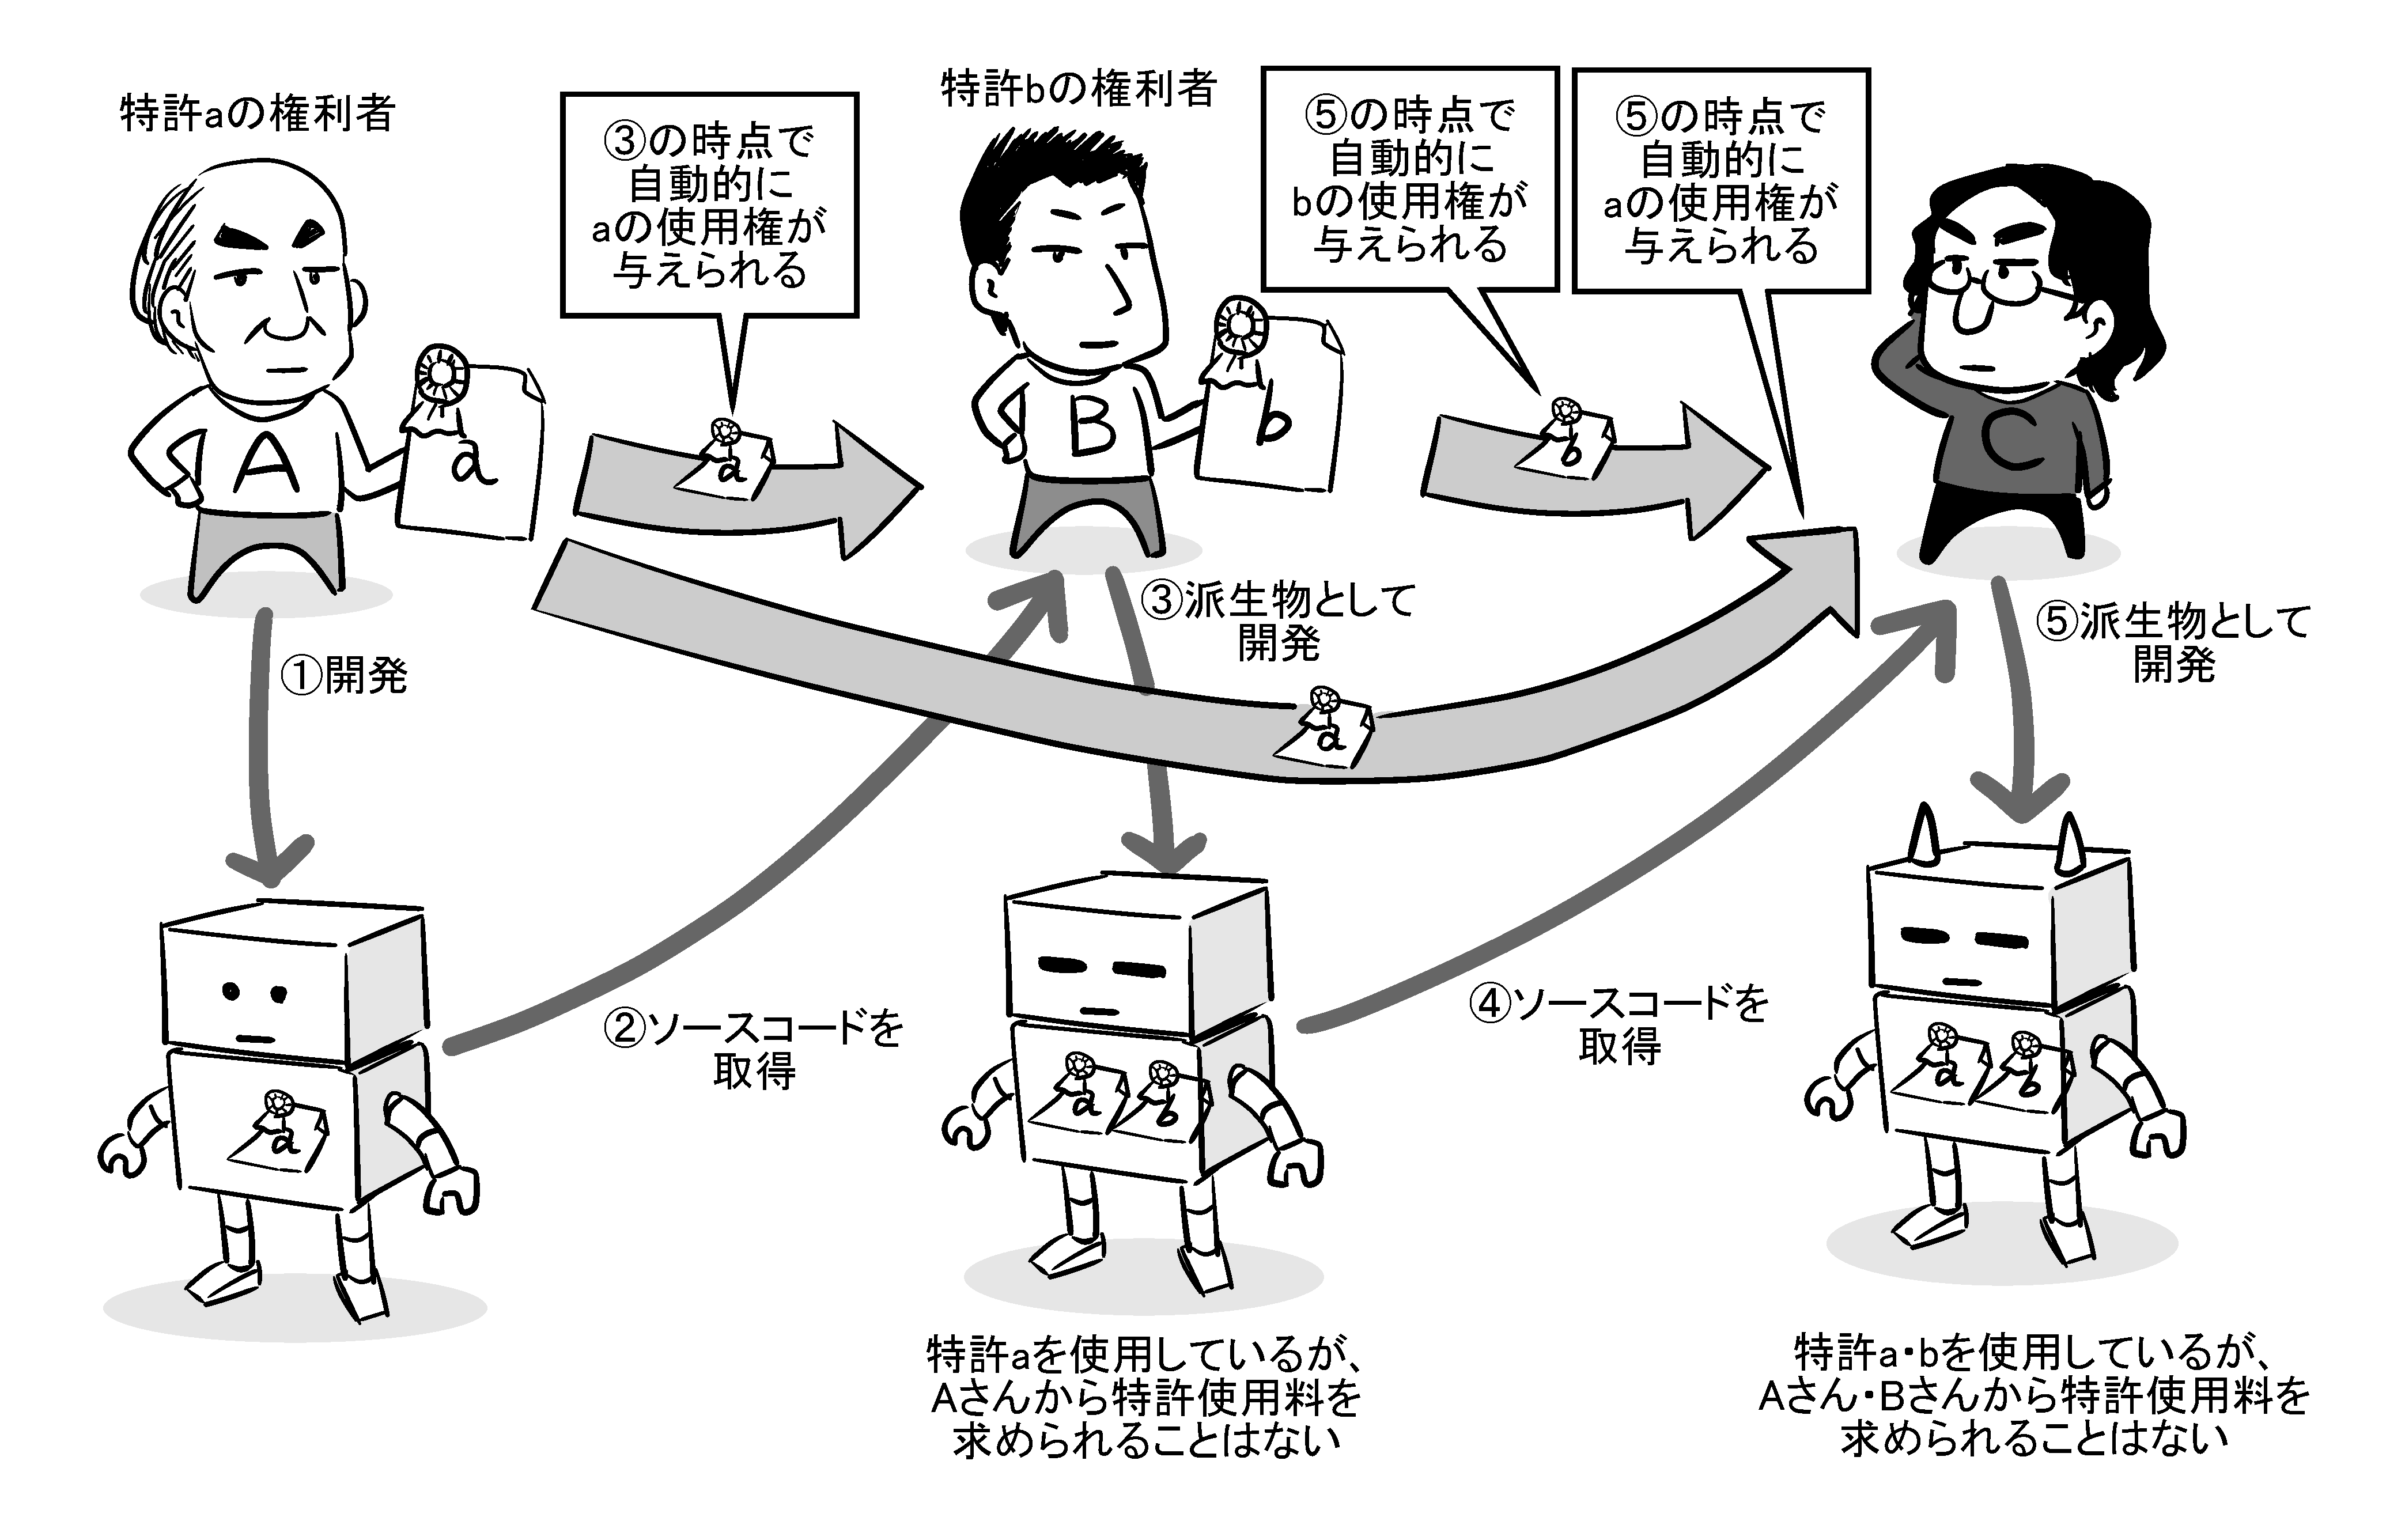 特許aの権利者
③の時点で
自動的に
aの使用権が
与えられる
特許bの権利者
⑤の時点で
自動的に
bの使用権が
与えられる
⑤の時点で
自動的に
aの使用権が
与えられる
A
a
a
B
b
b
C
①開発
③派生物として
開発
⑤派生物として
開発
a
②ソースコードを
取得
④ソースコードを
取得
a
a
b
a
b
特許aを使用しているが、
Aさんから特許使用料を
求められることはない
特許a・bを使用しているが、
Aさん・Bさんから特許使用料を
求められることはない